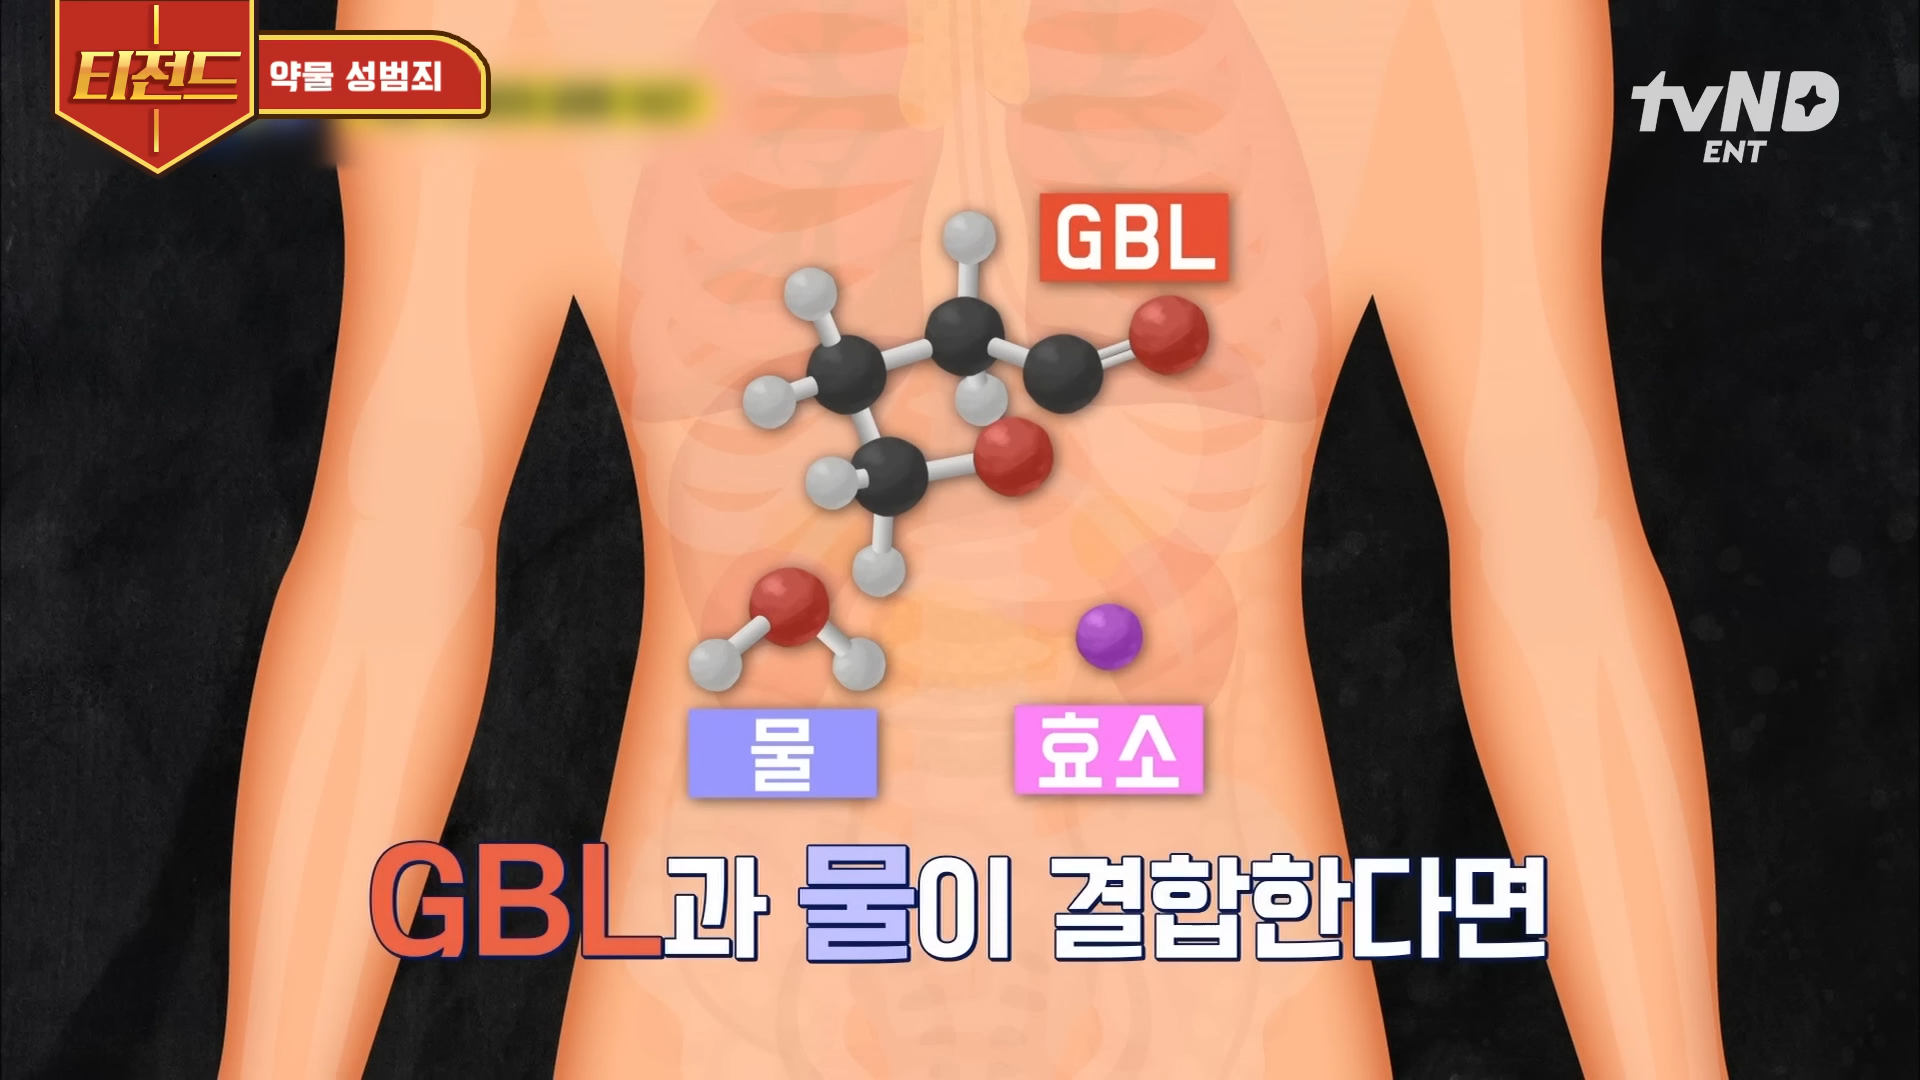 티전드
약물 성범죄
tvND
ENT
GBL
물
효소
GBL과 물이 결합한다면